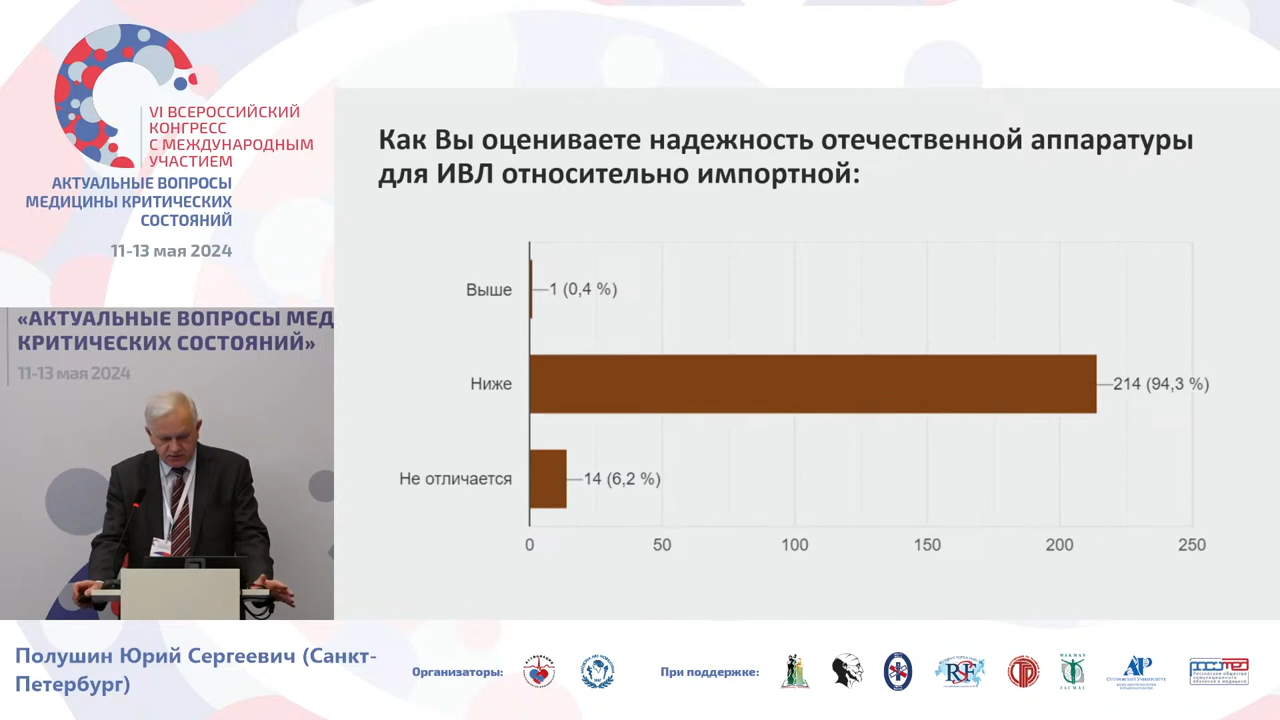 VI ВСЕРОССИЙСКИЙ
КОНГРЕСС
С МЕЖДУНАРОДНЫМ
УЧАСТИЕМ
АКТУАЛЬНЫЕ ВОПРОСЫ
МЕДИЦИНЫ КРИТИЧЕСКИХ
СОСТОЯНИЙ
11-13 мая 2024
«АКТУАЛЬНЫЕ ВОПРОСЫ МЕД
КРИТИЧЕСКИХ СОСТОЯНИЙ»
11-13 мая 2024
Как Вы оцениваете надежность отечественной аппаратуры
для ИВЛ относительно импортной:
Выше
1 (0,4 %)
Ниже
214 (94,3 %)
Не отличается
14 (6,2 %)
0 50 100 150 200 250
Полушин Юрий Сергеевич (Санкт-
Петербург)
Организаторы:
При поддержке: